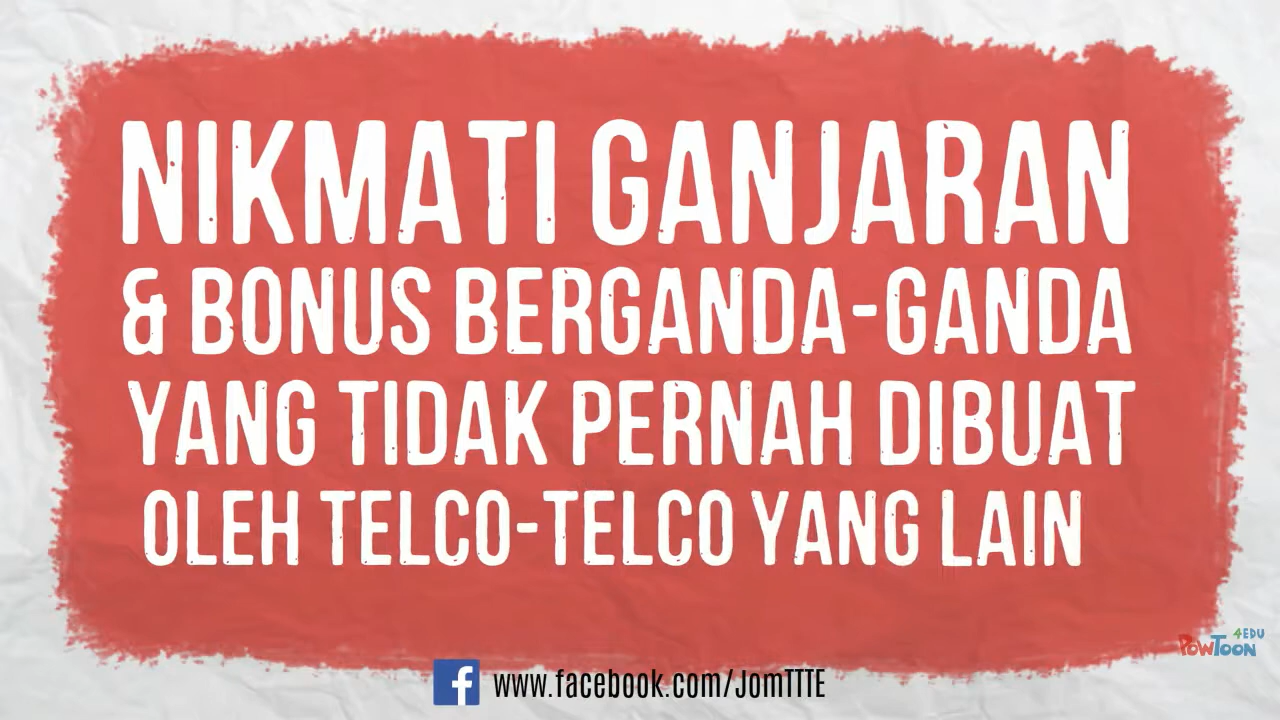 NIKMATI GANJARAN
& BONUS BERGANDA-GANDA
YANG TIDAK PERNAH DIBUAT
OLEH TELCO-TELCO YANG LAIN
4EDU
POWTOON
f www.facebook.com/JomTTTE